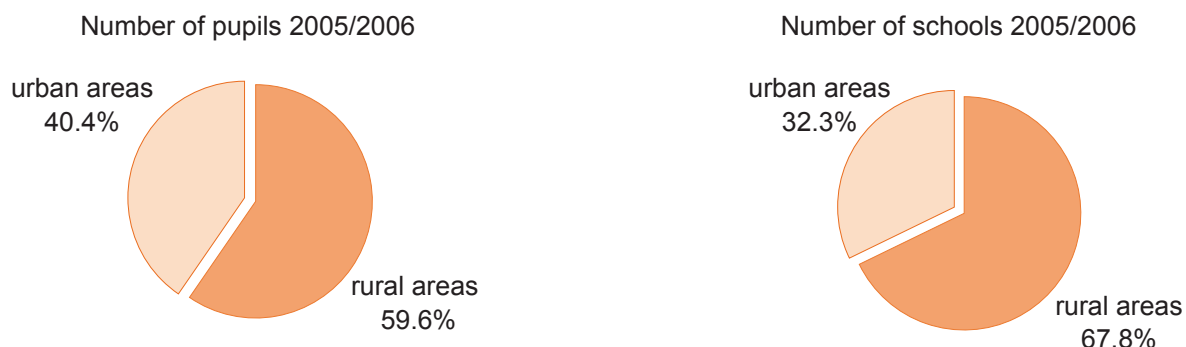 Number of pupils 2005/2006
urban areas
40.4%
rural areas
59.6%
Number of schools 2005/2006
urban areas
32.3%
rural areas
67.8%